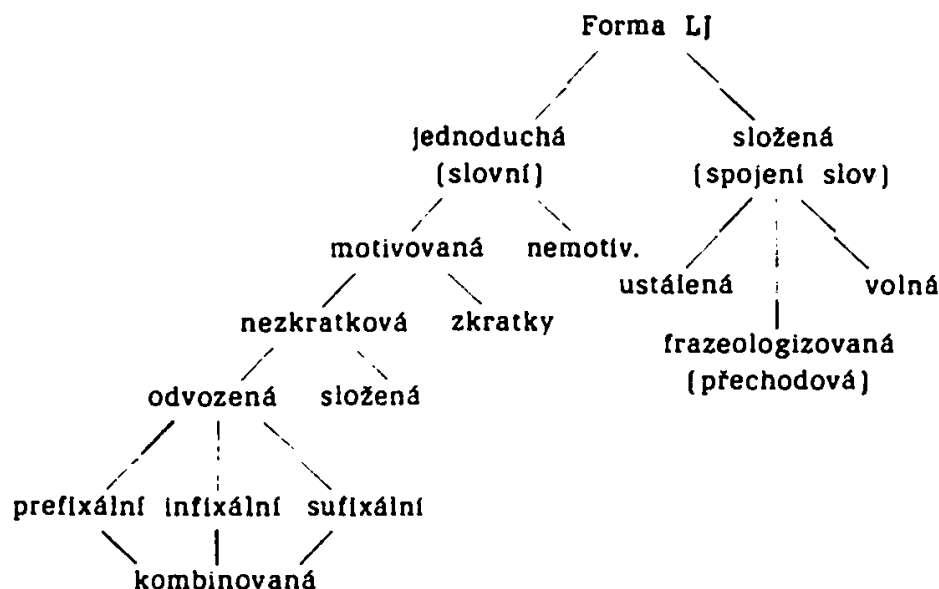 Forma LJ
jednoduchá složená
(slovní) (spojení slov)
motivovaná nemotiv.
ustálená volná
nezkratková zkratky
frazeologizovaná
(přechodová)
odvozená složená
prefixální infixální sufixální
kombinovaná